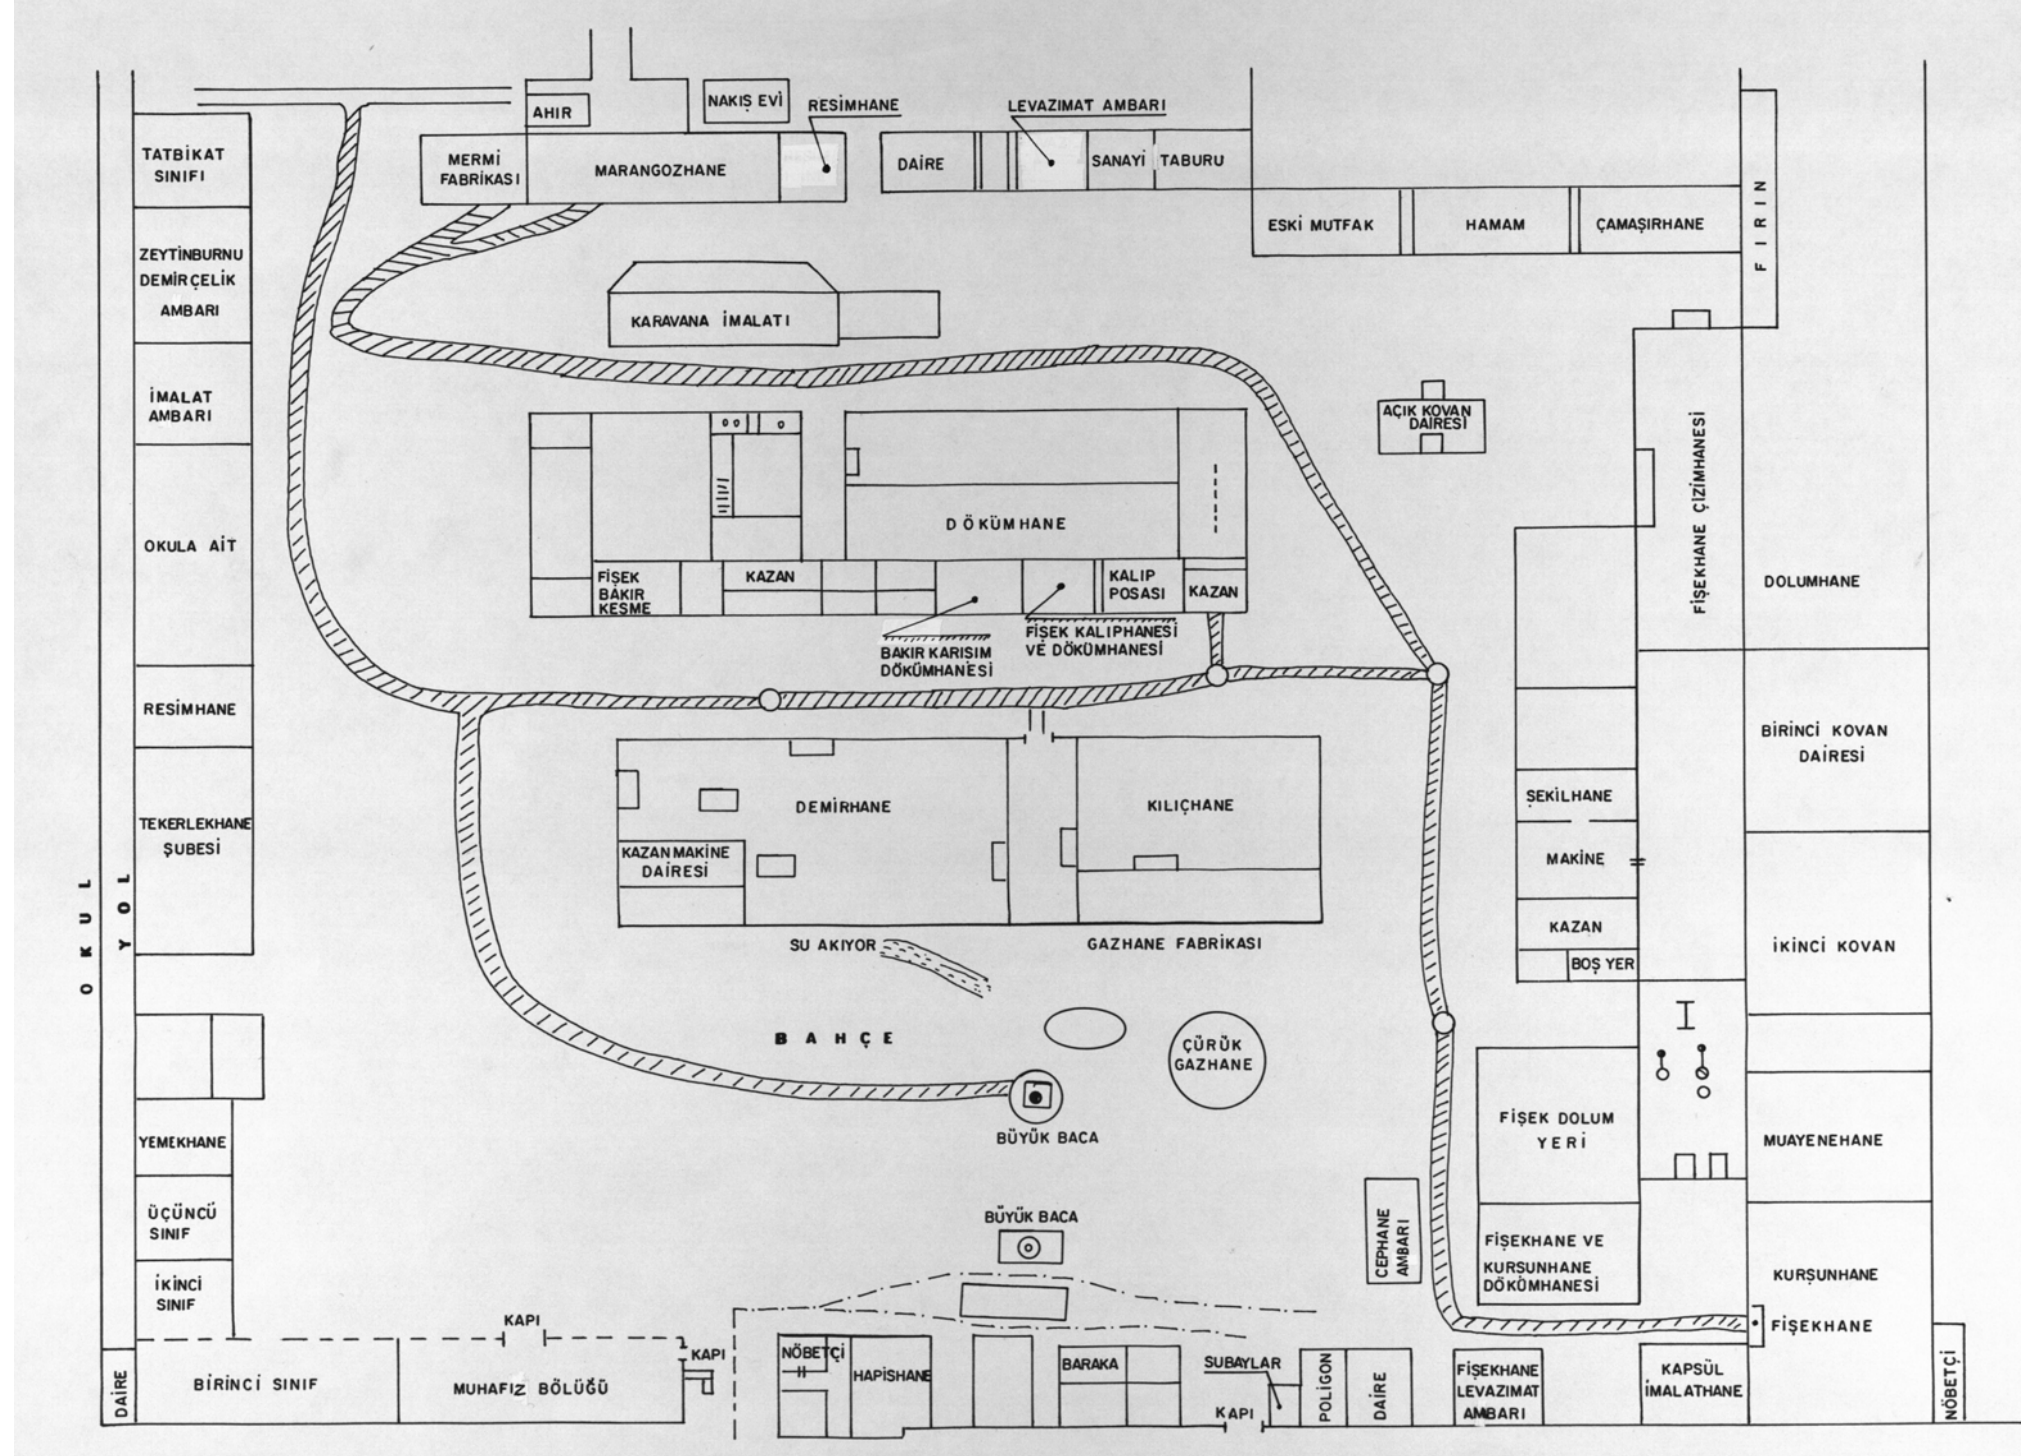 AHIR
NAKIŞ EVİ
RESİMHANE
LEVAZIMAT AMBARI
TATBİKAT
SINIFI
MERMİ
FABRİKASI
MARANGOZHANE
DAİRE
SANAYİ TABURU
FIRIN
ESKİ MUTFAK
HAMAM
ÇAMAŞIRHANE
ZEYTİNBURNU
DEMİRÇELİK
AMBARI
KARAVANA İMALATI
İMALAT
AMBARI
AÇIK KOVAN
DAİRESİ
FİŞEKHANE ÇİZİMHANESİ
DÖKÜMHANE
OKULA AİT
FİŞEK
BAKIR
KESME
KAZAN
KALIP
POSASI
KAZAN
DOLUMHANE
BAKIR KARISIM
DÖKÜMHANESİ
FİŞEK KALIPHANESİ
VE DÖKÜMHANESİ
RESİMHANE
BİRİNCİ KOVAN
DAİRESİ
TEKERLEKHANE
ŞUBESİ
DEMİRHANE
KILIÇHANE
ŞEKİLHANE
KAZAN MAKİNE
DAİRESİ
MAKİNE
OKUL
YOL
KAZAN
BOŞ YER
SU AKIYOR
GAZHANE FABRİKASI
İKİNCİ KOVAN
BAHÇE
ÇÜRÜK
GAZHANE
BÜYÜK BACA
FİŞEK DOLUM
YERİ
MUAYENEHANE
YEMEKHANE
ÜÇÜNCÜ
SINIF
BÜYÜK BACA
CEPHANE
AMBARI
FİŞEKHANE VE
KURSUNHANE
DÖKÜMHANESİ
KURŞUNHANE
İKİNCİ
SINIF
KAPI
FİŞEKHANE
KAPI
DAİRE
BİRİNCİ SINIF
MUHAFIZ BÖLÜĞÜ
NÖBETÇİ
HAPİSHANE
BARAKA
SUBAYLAR
KAPI
POLİGON
DAİRE
FİŞEKHANE
LEVAZIMAT
AMBARI
KAPSÜL
İMALATHANE
NÖBETÇİ